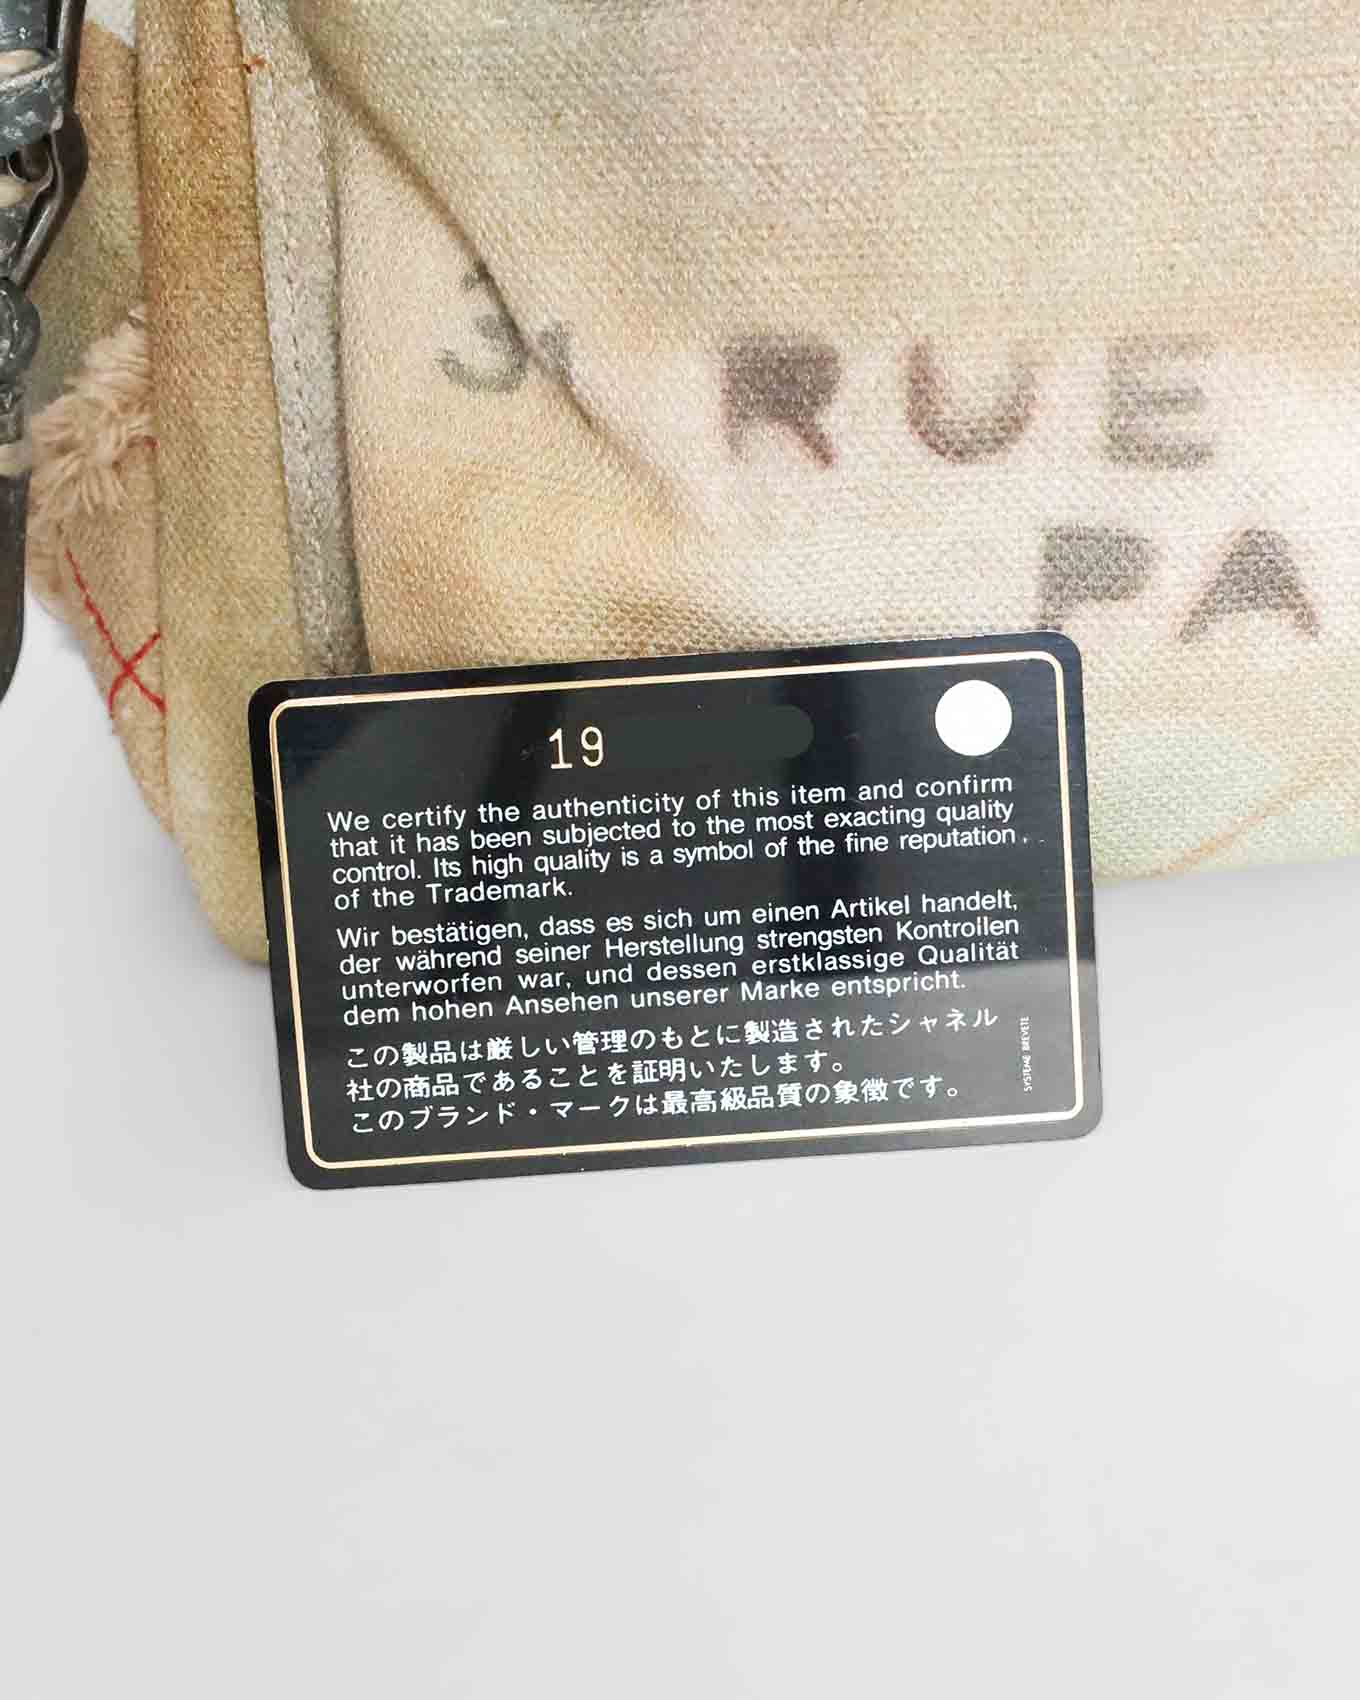 31 RUE
PA
19
We certify the authenticity of this item and confirm
that it has been subjected to the most exacting quality
control. Its high quality is a symbol of the fine reputation
of the Trademark.
Wir bestätigen, dass es sich um einen Artikel handelt,
der während seiner Herstellung strengsten Kontrollen
unterworfen war, und dessen erstklassige Qualität
dem hohen Ansehen unserer Marke entspricht.
この製品は厳しい管理のもとに製造されたシャネル
社の商品であることを証明いたします。
このブランド・マークは最高級品質の象徴です。
SYSTEME BREVETE